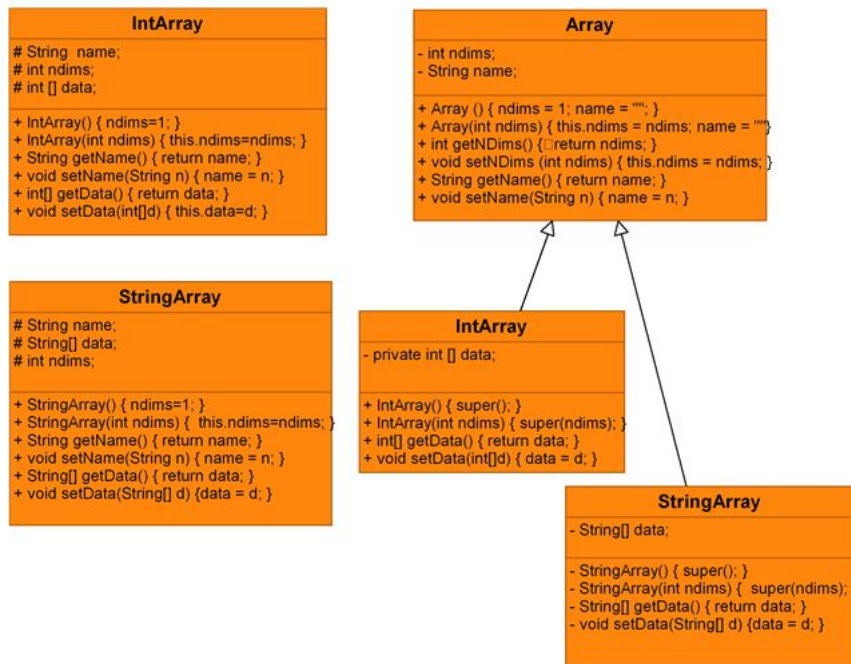 IntArray
# String name;
# int ndims;
# int [] data;
+ IntArray() { ndims=1; }
+ IntArray(int ndims) { this.ndims=ndims; }
+ String getName() { return name; }
+ void setName(String n) { name = n; }
+ int[] getData() { return data; }
+ void setData(int[]d) { this.data=d; }
StringArray
# String name;
# String[] data;
# int ndims;
+ StringArray() { ndims=1; }
+ StringArray(int ndims) { this.ndims=ndims; }
+ String getName() { return name; }
+ void setName(String n) { name = n; }
+ String[] getData() { return data; }
+ void setData(String[] d) {data = d; }
Array
- int ndims;
- String name;
+ Array () { ndims = 1; name = ""; }
+ Array(int ndims) { this.ndims = ndims; name = ""}
+ int getNDims() {□return ndims; }
+ void setNDims (int ndims) { this.ndims = ndims; }
+ String getName() { return name; }
+ void setName(String n) { name = n; }
IntArray
- private int [] data;
+ IntArray() { super(); }
+ IntArray(int ndims) { super(ndims); }
+ int[] getData() { return data; }
+ void setData(int[]d) { data = d; }
StringArray
- String[] data;
- StringArray() { super(); }
- StringArray(int ndims) { super(ndims);
- String[] getData() { return data; }
- void setData(String[] d) {data = d; }